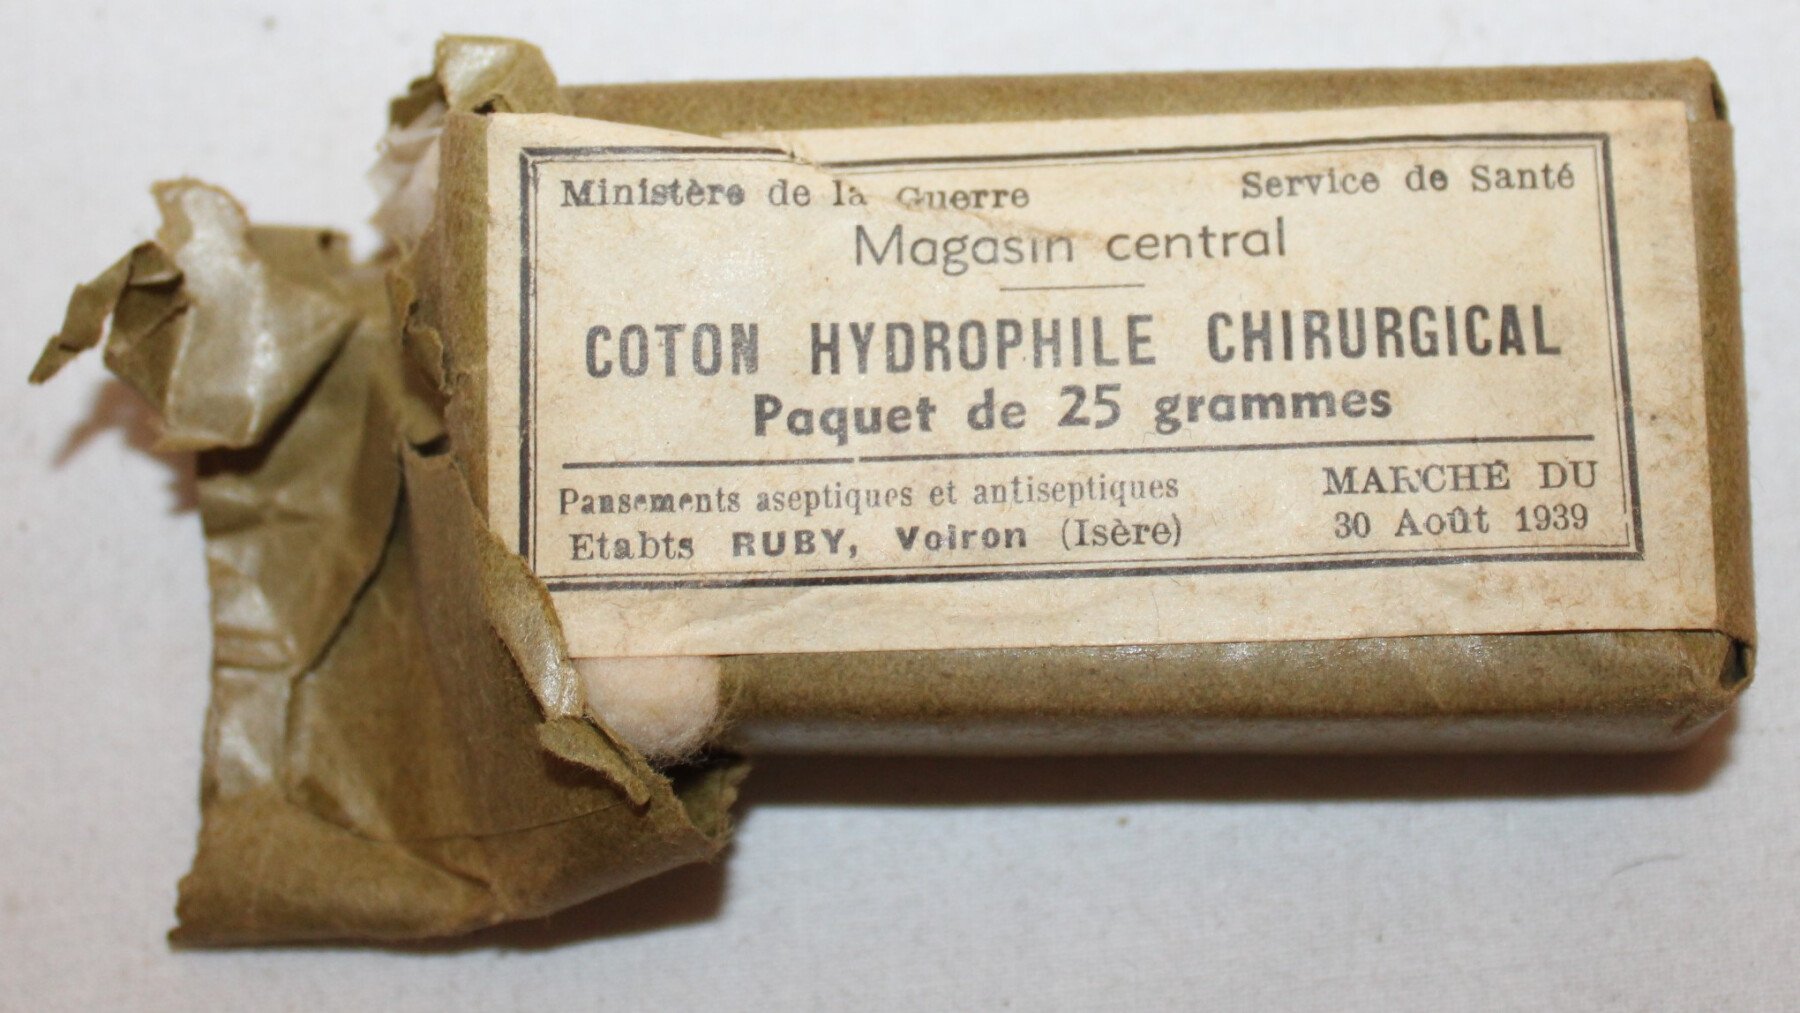 Ministère de la Guerre Service de Santé
Magasin central
COTON HYDROPHILE CHIRURGICAL
Paquet de 25 grammes
Pansements aseptiques et antiseptiques MARCHÉ DU
Etabts RUBY, Voiron (Isère) 30 Août 1939